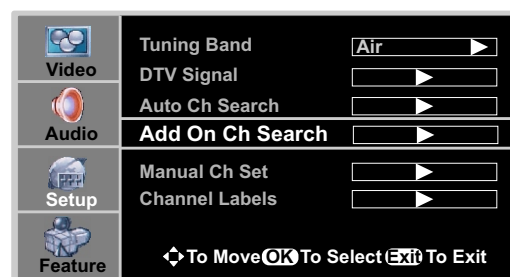 Video
Audio
Setup
Feature
Tuning Band Air
DTV Signal
Auto Ch Search
Add On Ch Search
Manual Ch Set
Channel Labels
To Move OK To Select Exit To Exit